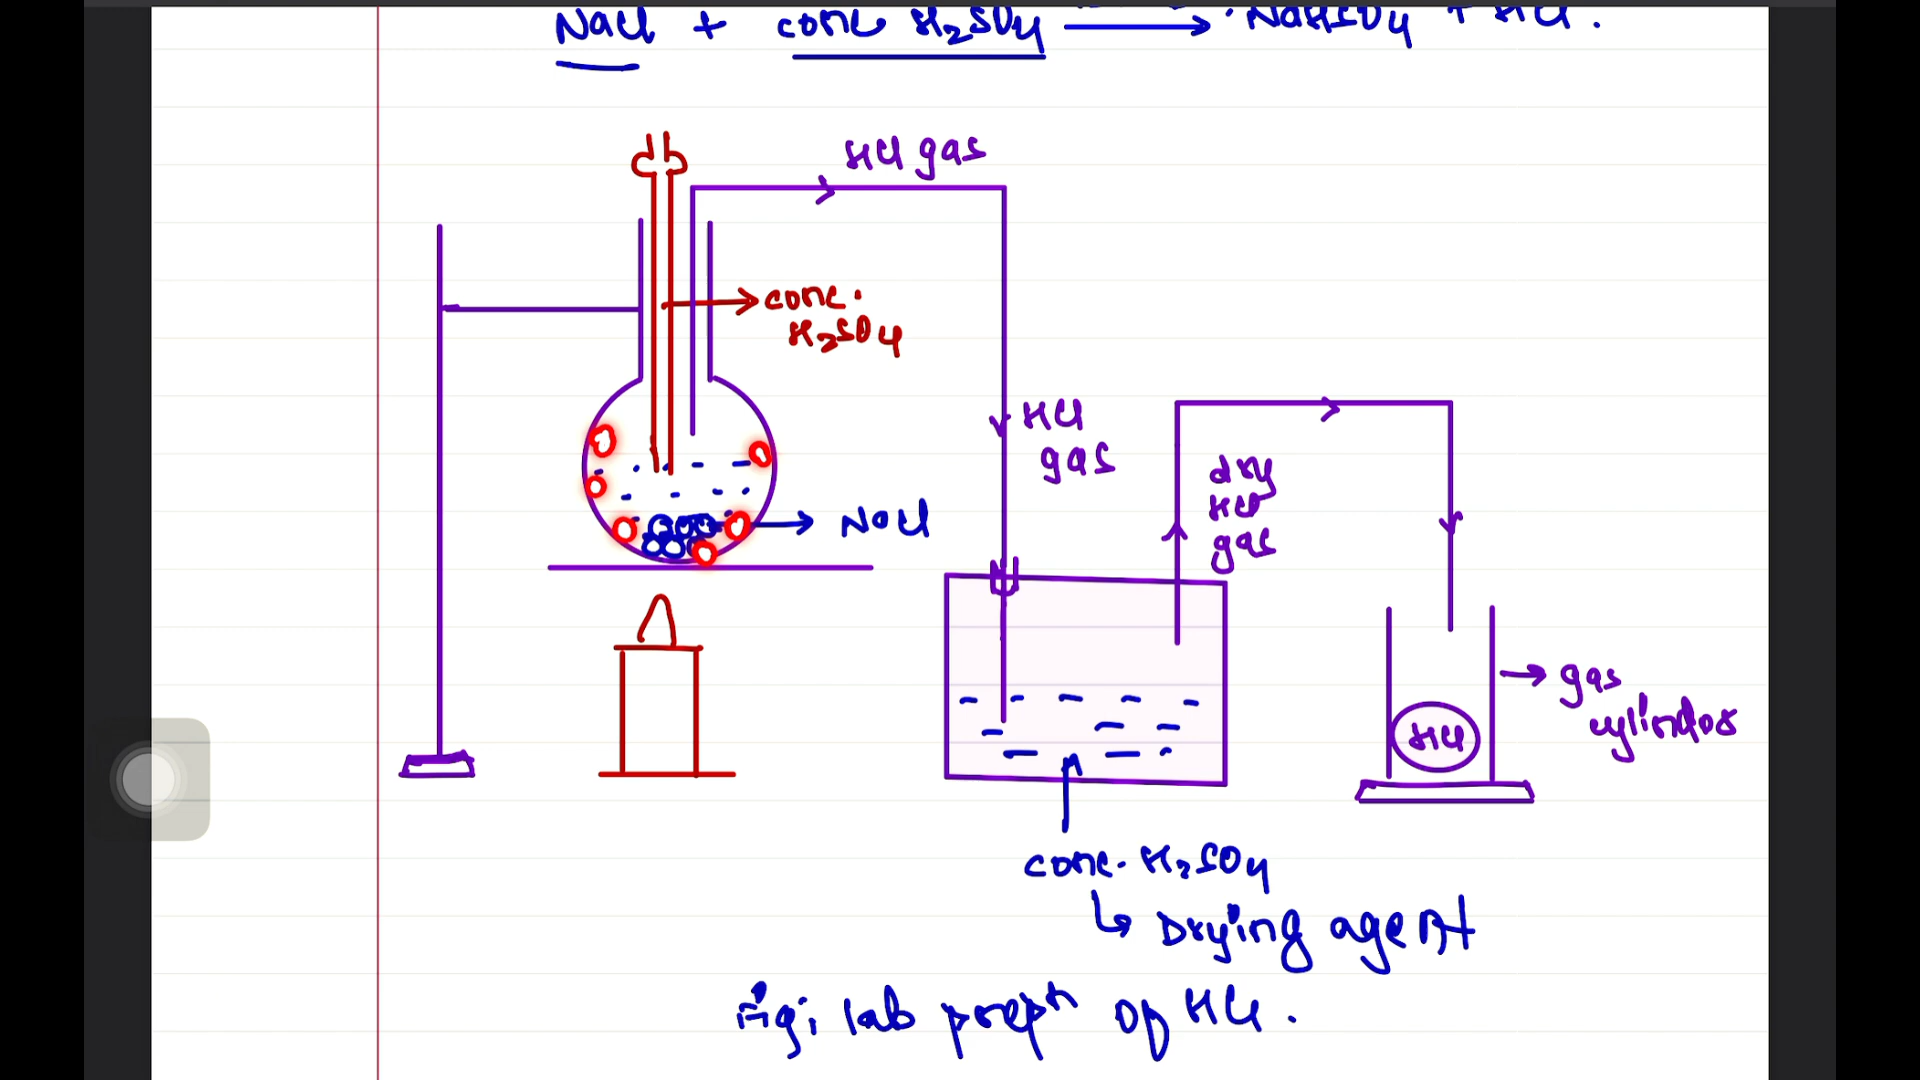 NaCl + conc H₂SO₄ ⟶ NaHSO₄ + HCl.
HCl gas
conc.
H₂SO₄
HCl
gas
dry
HCl
gas
NaCl
gas
cylinder
HCl
conc. H₂SO₄
↳ Drying agent
Fig: lab prepⁿ of HCl.